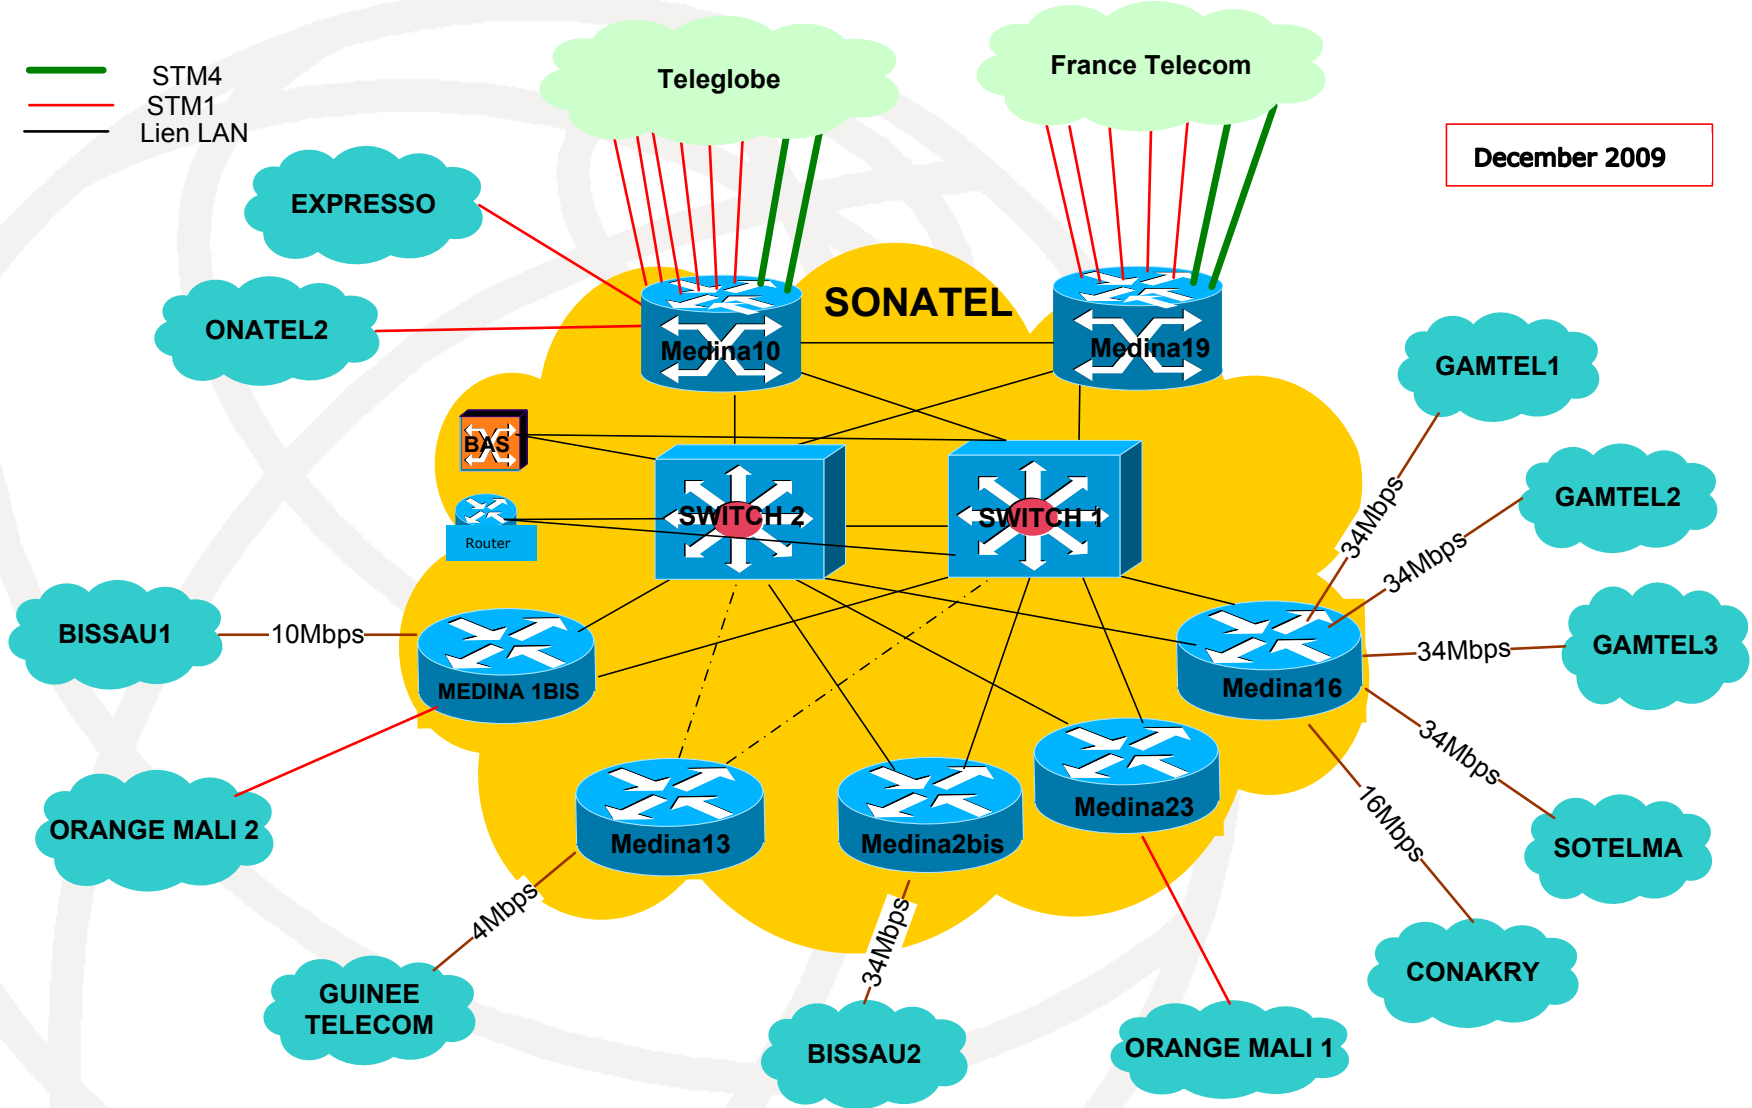 STM4
STM1
Lien LAN
Teleglobe
France Telecom
December 2009
EXPRESSO
ONATEL2
SONATEL
Medina10
Medina19
GAMTEL1
BAS
GAMTEL2
34Mbps
34Mbps
SWITCH 2
SWITCH 1
Router
BISSAU1
10Mbps
34Mbps
GAMTEL3
MEDINA 1BIS
Medina16
34Mbps
ORANGE MALI 2
Medina13
Medina2bis
Medina23
16Mbps
SOTELMA
4Mbps
34Mbps
CONAKRY
GUINEE
TELECOM
BISSAU2
ORANGE MALI 1